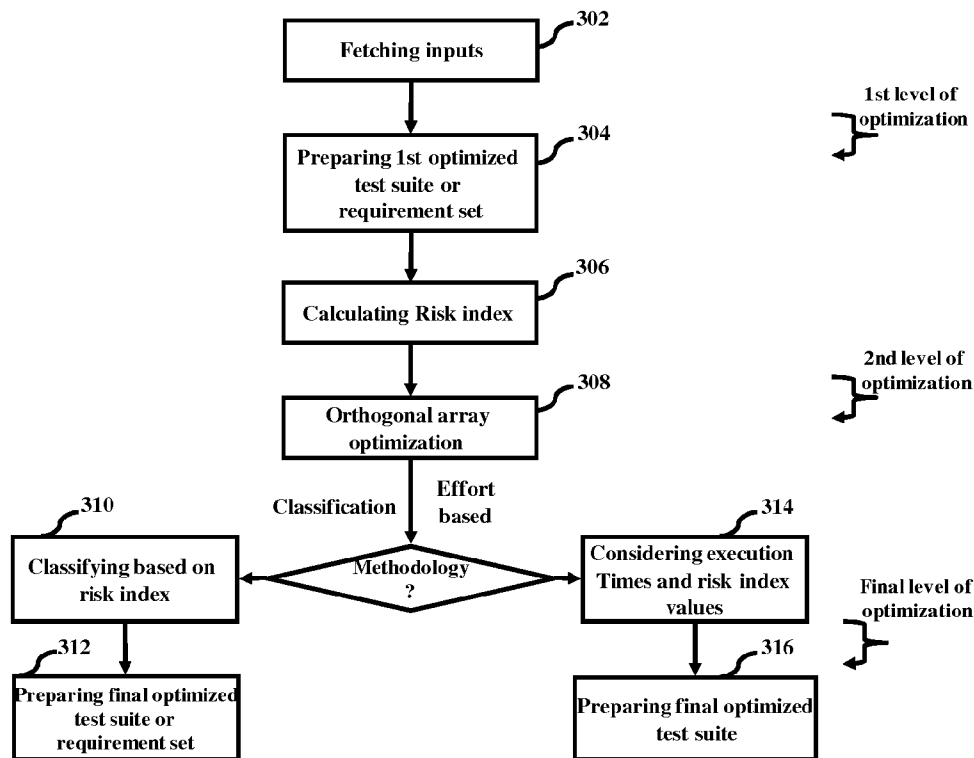 302
Fetching inputs
1st level of
optimization
304
Preparing 1st optimized
test suite or
requirement set
306
Calculating Risk index
2nd level of
optimization
308
Orthogonal array
optimization
Classification
Effort
based
310
Classifying based on
risk index
Methodology
?
314
Considering execution
Times and risk index
values
Final level of
optimization
312
Preparing final optimized
test suite or
requirement set
316
Preparing final optimized
test suite